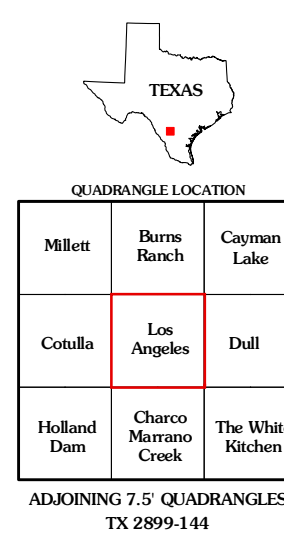 TEXAS
QUADRANGLE LOCATION
Millett
Burns
Ranch
Cayman
Lake
Cotulla
Los
Angeles
Dull
Holland
Dam
Charco
Marrano
Creek
The Whit
Kitchen
ADJOINING 7.5' QUADRANGLES
TX 2899-144